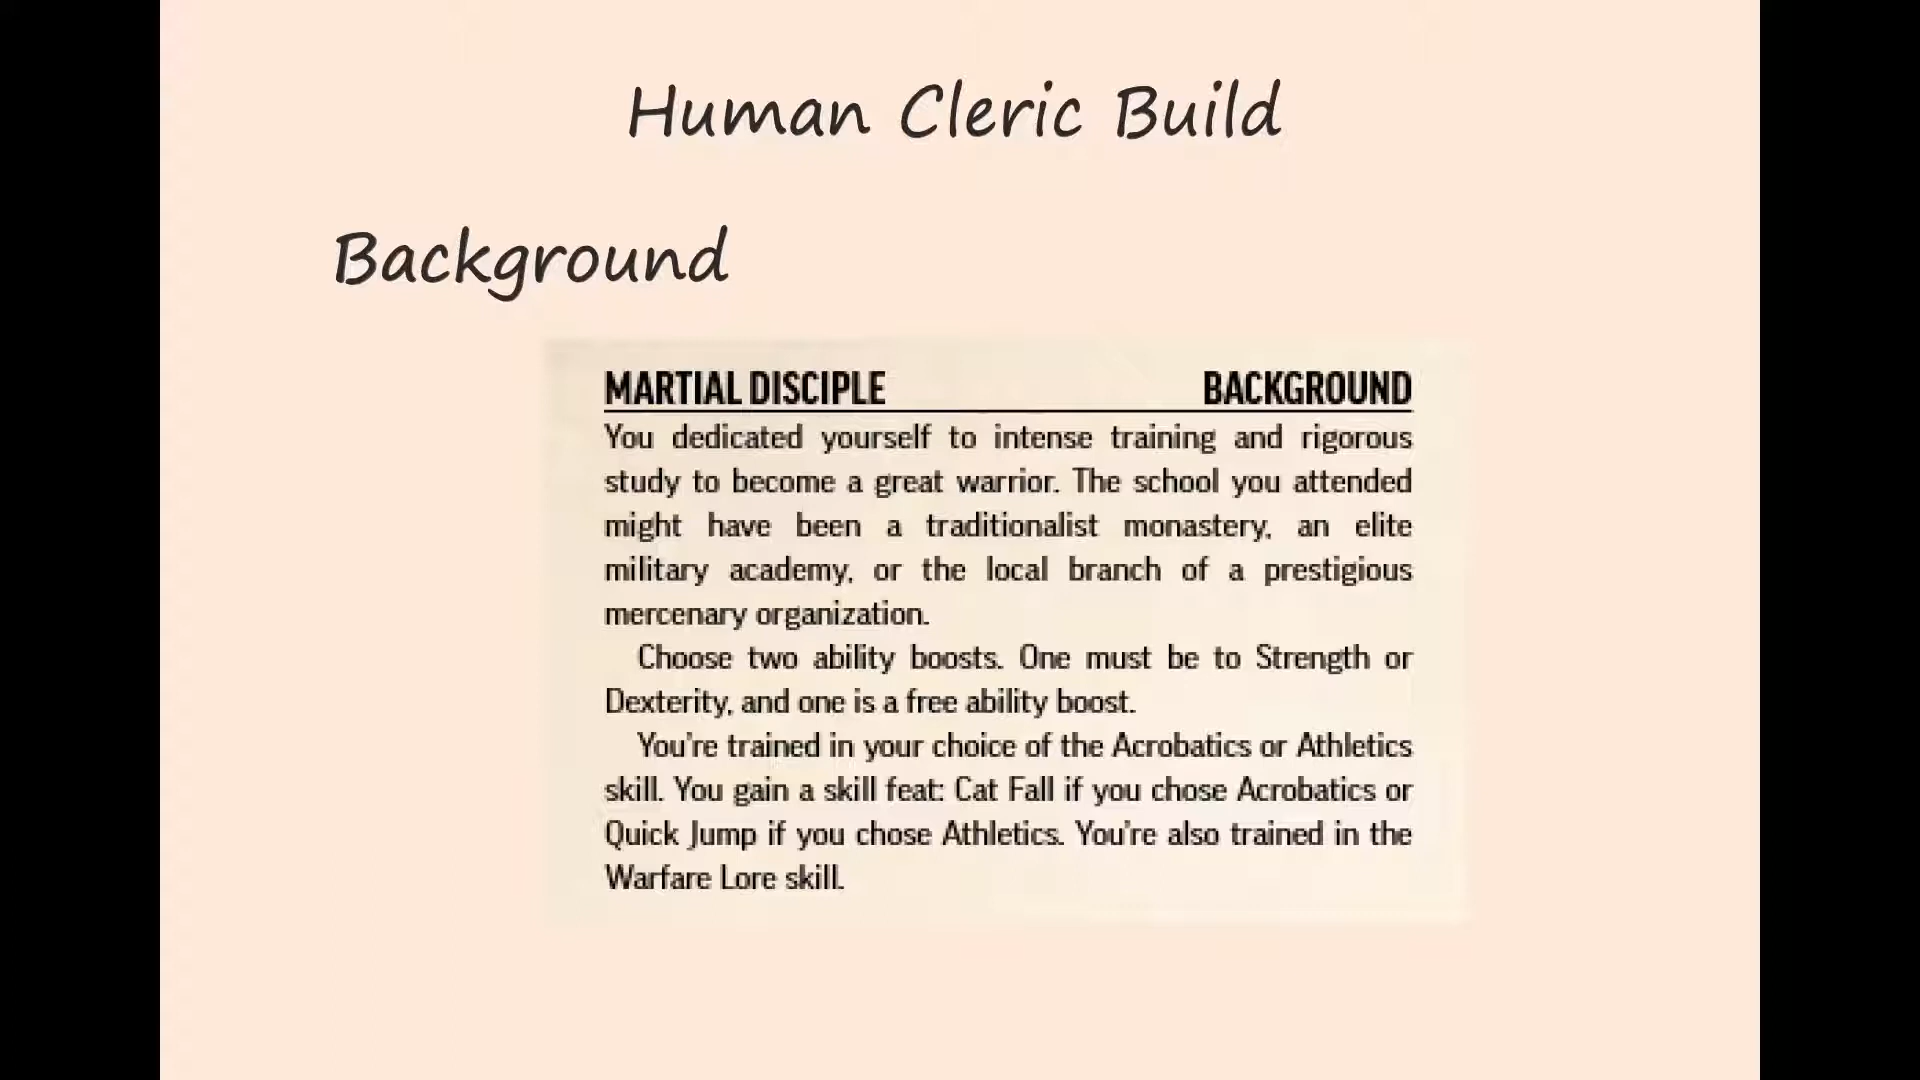 Human Cleric Build
Background
MARTIAL DISCIPLE BACKGROUND
You dedicated yourself to intense training and rigorous
study to become a great warrior. The school you attended
might have been a traditionalist monastery, an elite
military academy, or the local branch of a prestigious
mercenary organization.
Choose two ability boosts. One must be to Strength or
Dexterity, and one is a free ability boost.
You're trained in your choice of the Acrobatics or Athletics
skill. You gain a skill feat: Cat Fall if you chose Acrobatics or
Quick Jump if you chose Athletics. You're also trained in the
Warfare Lore skill.